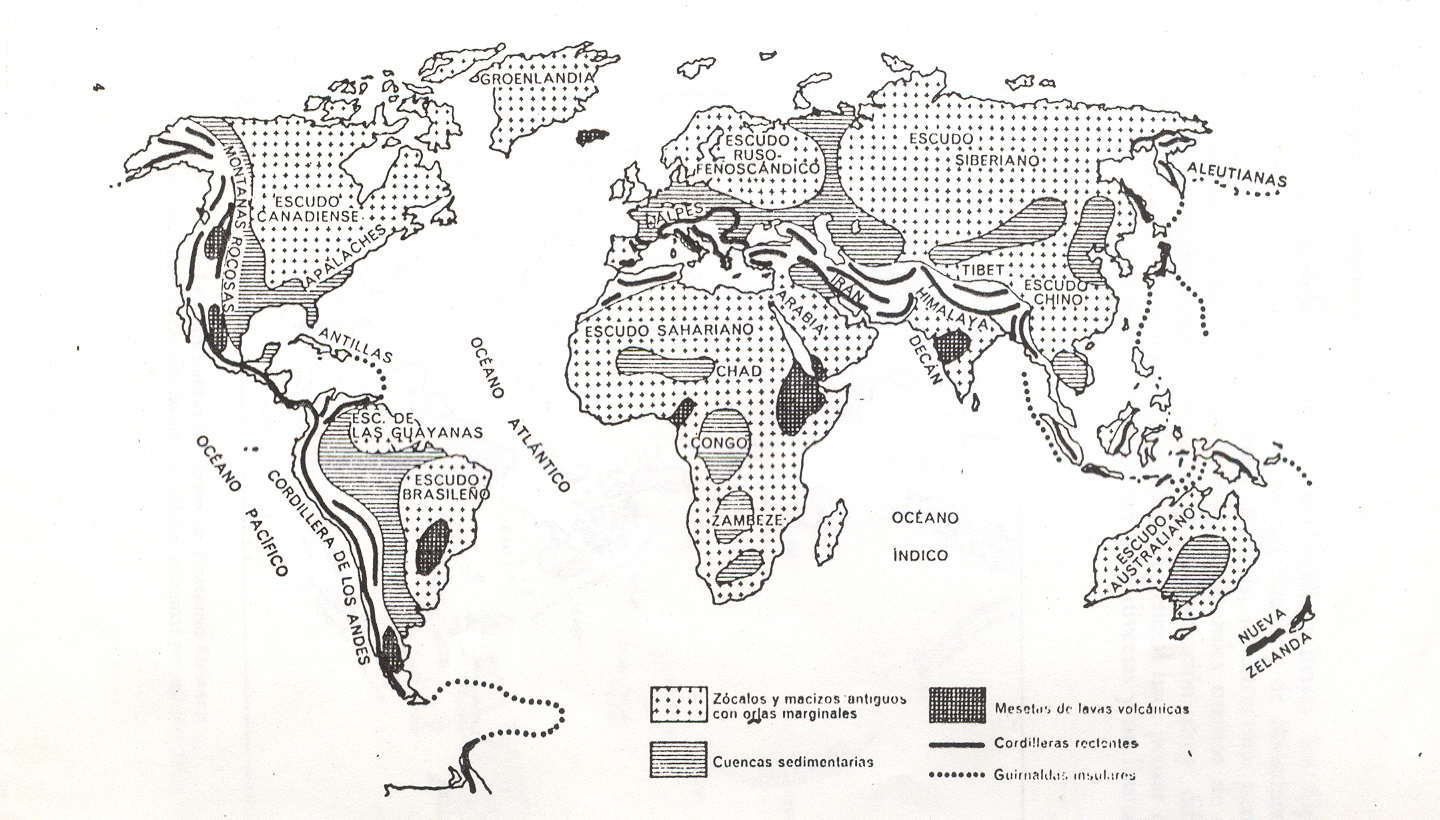 4
GROENLANDIA
MONTAÑAS ROCOSAS
ESCUDO
CANADIENSE
APALACHES
ANTILLAS
OCÉANO ATLÁNTICO
OCÉANO PACÍFICO
ESC. DE
LAS GUAYANAS
ESCUDO
BRASILEÑO
CORDILLERA DE LOS ANDES
ESCUDO
RUSO-
FENOSCÁNDICO
ESCUDO
SIBERIANO
ALEUTIANAS
ALPES
TIBET
ESCUDO
CHINO
IRÁN
HIMALAYA
ARABIA
DECÁN
ESCUDO SAHARIANO
CHAD
CONGO
ZAMBEZE
OCÉANO
ÍNDICO
ESCUDO
AUSTRALIANO
NUEVA
ZELANDA
Zócalos y macizos antiguos
con orlas marginales
Cuencas sedimentarias
Mesetas de lavas volcánicas
Cordilleras recientes
Guirnaldas insulares